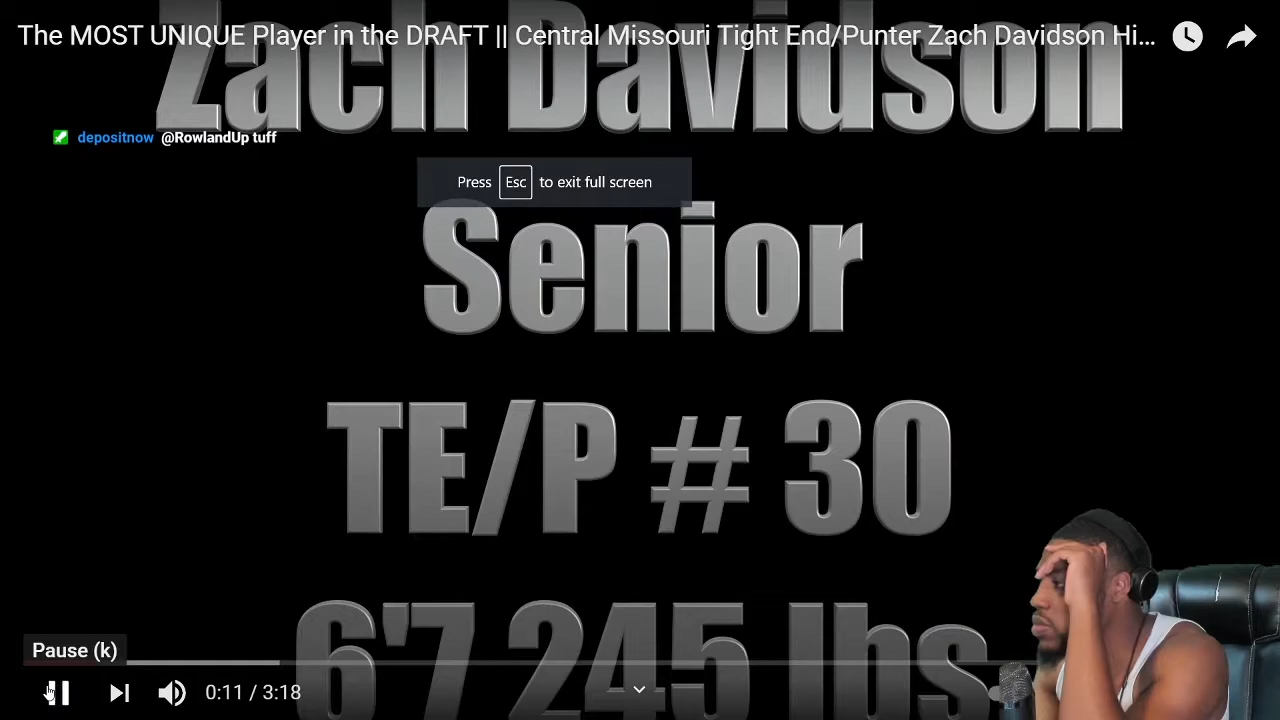 The MOST UNIQUE Player in the DRAFT || Central Missouri Tight End/Punter Zach Davidson Hi...
Zach Davidson
depositnow @RowlandUp tuff
Press Esc to exit full screen
Senior
TE/P # 30
6'7 245 lbs
Pause (k)
0:11 / 3:18